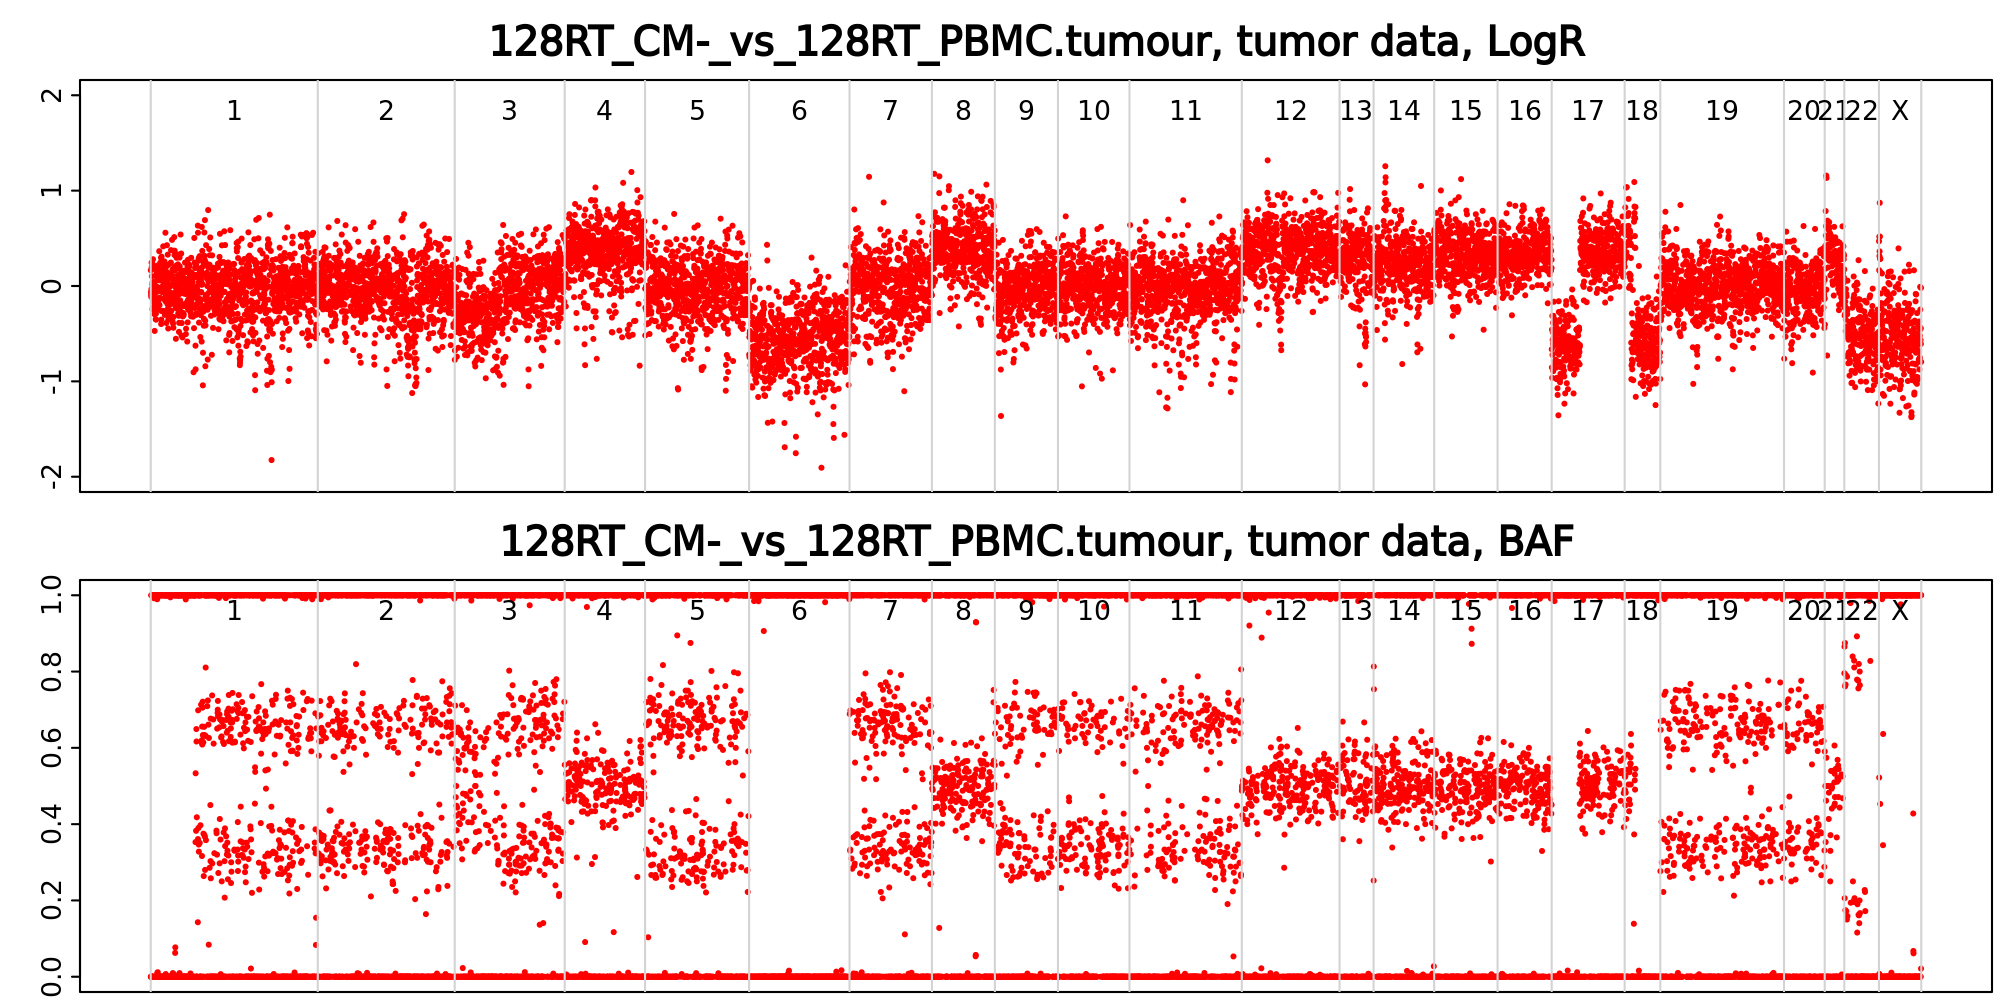 128RT_CM-_vs_128RT_PBMC.tumour, tumor data, LogR
2
1
0
-1
-2
1 2 3 4 5 6 7 8 9 10 11 12 13 14 15 16 17 18 19 20 21 22 X
128RT_CM-_vs_128RT_PBMC.tumour, tumor data, BAF
1.0
0.8
0.6
0.4
0.2
0.0
1 2 3 4 5 6 7 8 9 10 11 12 13 14 15 16 17 18 19 20 21 22 X